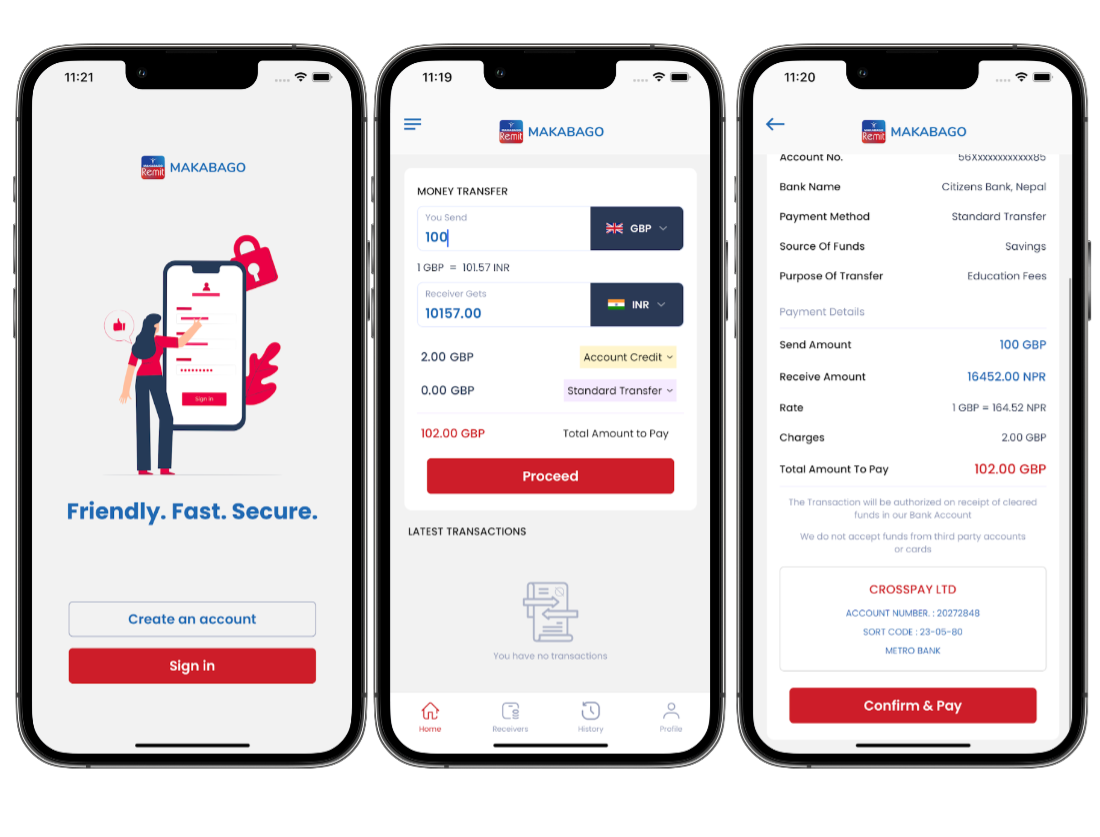 11:21
Remit MAKABAGO
Sign in
Friendly. Fast. Secure.
Create an account
Sign in
11:19
Remit MAKABAGO
MONEY TRANSFER
You Send
100
GBP
1 GBP = 101.57 INR
Receiver Gets
10157.00
INR
2.00 GBP Account Credit
0.00 GBP Standard Transfer
102.00 GBP Total Amount to Pay
Proceed
LATEST TRANSACTIONS
You have no transactions
Home Receivers History Profile
11:20
Remit MAKABAGO
Account No. 56Xxxxxxxxxxx85
Bank Name Citizens Bank, Nepal
Payment Method Standard Transfer
Source Of Funds Savings
Purpose Of Transfer Education Fees
Payment Details
Send Amount 100 GBP
Receive Amount 16452.00 NPR
Rate 1 GBP = 164.52 NPR
Charges 2.00 GBP
Total Amount To Pay 102.00 GBP
The Transaction will be authorized on receipt of cleared
funds in our Bank Account
We do not accept funds from third party accounts
or cards
CROSSPAY LTD
ACCOUNT NUMBER. : 20272848
SORT CODE : 23-05-80
METRO BANK
Confirm & Pay